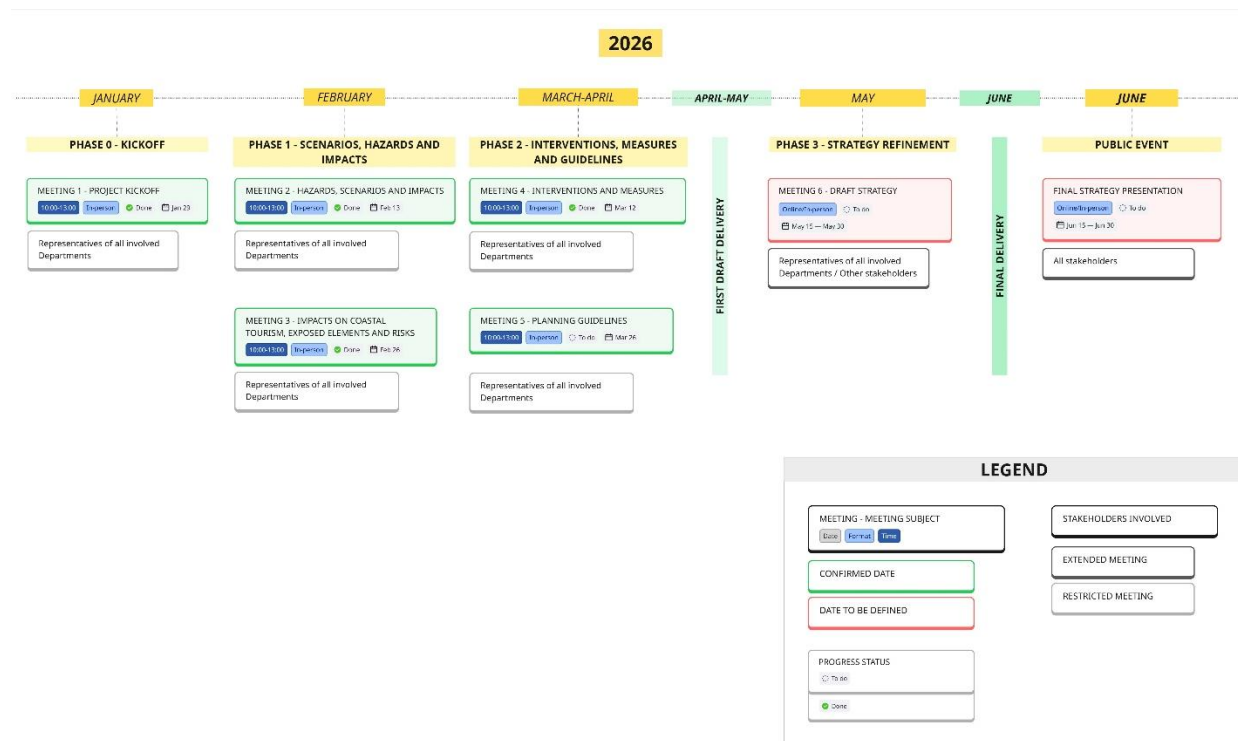 2026
JANUARY
FEBRUARY
MARCH-APRIL
APRIL-MAY
MAY
JUNE
JUNE
PHASE 0 - KICKOFF
MEETING 1 - PROJECT KICKOFF
10:00-13:00 In-person Done Jan 29
Representatives of all involved
Departments
PHASE 1 - SCENARIOS, HAZARDS AND
IMPACTS
MEETING 2 - HAZARDS, SCENARIOS AND IMPACTS
10:00-13:00 In-person Done Feb 13
Representatives of all involved
Departments
MEETING 3 - IMPACTS ON COASTAL
TOURISM, EXPOSED ELEMENTS AND RISKS
10:00-13:00 In-person Done Feb 26
Representatives of all involved
Departments
PHASE 2 - INTERVENTIONS, MEASURES
AND GUIDELINES
MEETING 4 - INTERVENTIONS AND MEASURES
10:00-13:00 In-person Done Mar 12
Representatives of all involved
Departments
MEETING 5 - PLANNING GUIDELINES
10:00-13:00 In-person To do Mar 26
Representatives of all involved
Departments
FIRST DRAFT DELIVERY
PHASE 3 - STRATEGY REFINEMENT
MEETING 6 - DRAFT STRATEGY
Online/In-person To do
May 15 — May 30
Representatives of all involved
Departments / Other stakeholders
FINAL DELIVERY
PUBLIC EVENT
FINAL STRATEGY PRESENTATION
Online/In-person To do
Jun 15 — Jun 30
All stakeholders
LEGEND
MEETING - MEETING SUBJECT
Date Format Time
CONFIRMED DATE
DATE TO BE DEFINED
PROGRESS STATUS
To do
Done
STAKEHOLDERS INVOLVED
EXTENDED MEETING
RESTRICTED MEETING